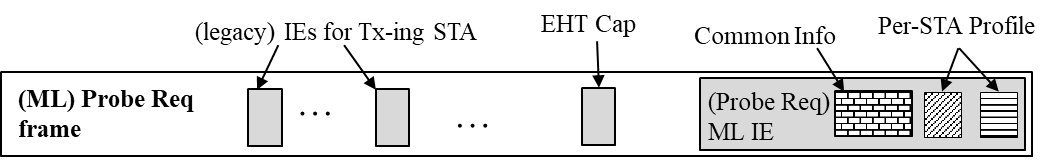 (legacy) IEs for Tx-ing STA
EHT Cap
Common Info
Per-STA Profile
(ML) Probe Req
frame
...
...
(Probe Req)
ML IE